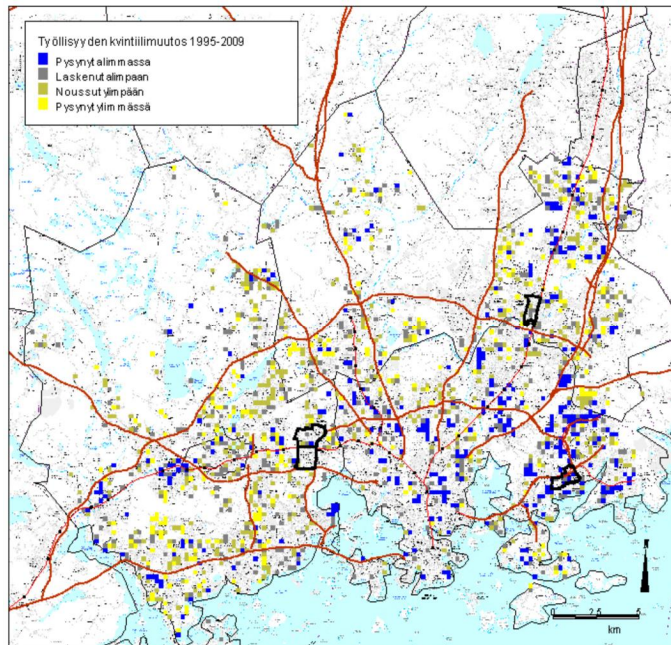 Työllisyyden kvintiilimuutos 1995-2009
Pysynyt alimmassa
Laskenut alimpaan
Noussut ylimpään
Pysynyt ylimmässä
0 2,5 5
km